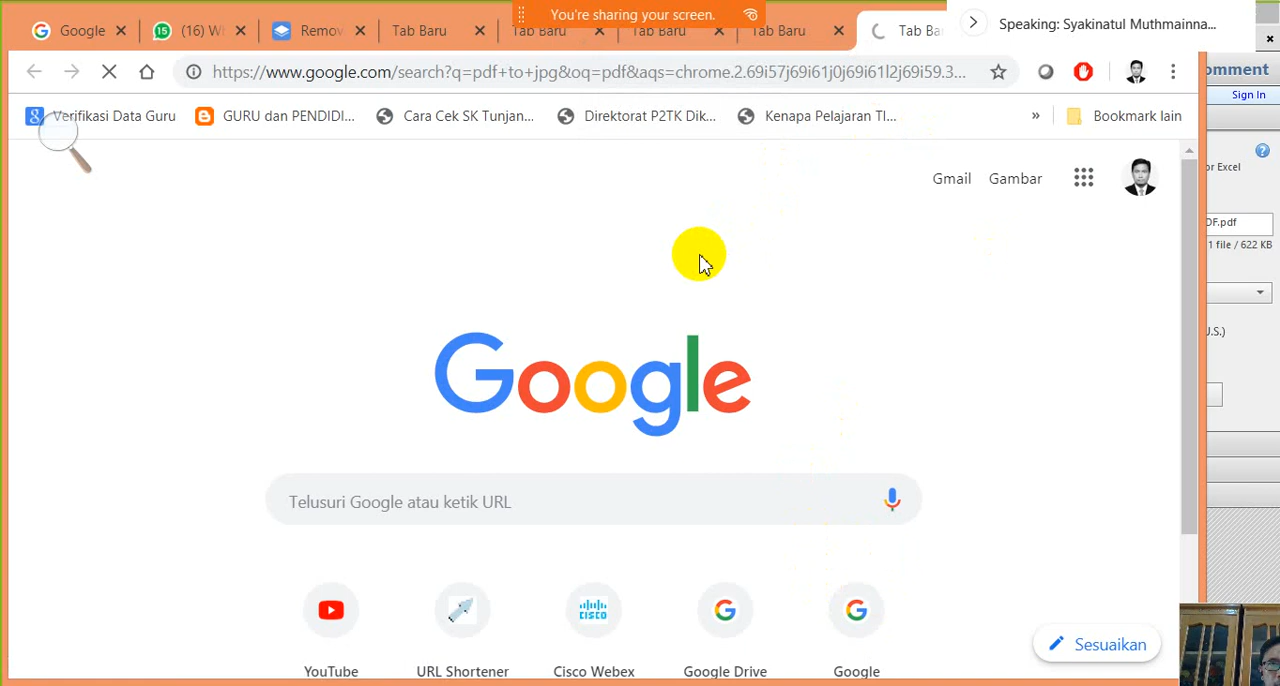 You're sharing your screen.
Speaking: Syakinatul Muthmainna...
Google
15
(16) W
Remov
Tab Baru
Tab Baru
Tab Baru
Tab Baru
Tab Ba
https://www.google.com/search?q=pdf+to+jpg&oq=pdf&aqs=chrome.2.69i57j69i61j0j69i61l2j69i59.3...
omment
Sign In
Verifikasi Data Guru
GURU dan PENDIDI...
Cara Cek SK Tunjan...
Direktorat P2TK Dik...
Kenapa Pelajaran TI...
»
Bookmark lain
or Excel
Gmail
Gambar
DF.pdf
1 file / 622 KB
J.S.)
Google
Telusuri Google atau ketik URL
CISCO
YouTube
URL Shortener
Cisco Webex
Google Drive
Google
Sesuaikan